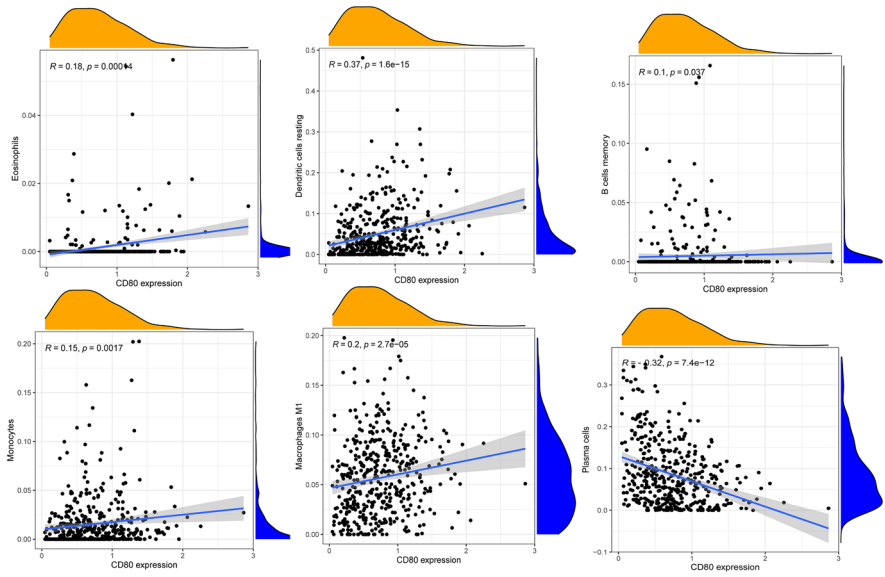 R = 0.18, p = 0.00014
Eosinophils
0.04
0.02
0.00
0
1
2
3
CD80 expression
R = 0.37, p = 1.6e−15
Dendritic cells resting
0.5
0.4
0.3
0.2
0.1
0.0
0
1
2
3
CD80 expression
R = 0.1, p = 0.037
B cells memory
0.15
0.10
0.05
0.00
0
1
2
3
CD80 expression
R = 0.15, p = 0.0017
Monocytes
0.20
0.15
0.10
0.05
0.00
0
1
2
3
CD80 expression
R = 0.2, p = 2.7e−05
Macrophages M1
0.20
0.15
0.10
0.05
0.00
0
1
2
3
CD80 expression
R = - 0.32, p = 7.4e−12
Plasma cells
0.3
0.2
0.1
0.0
−0.1
0
1
2
3
CD80 expression